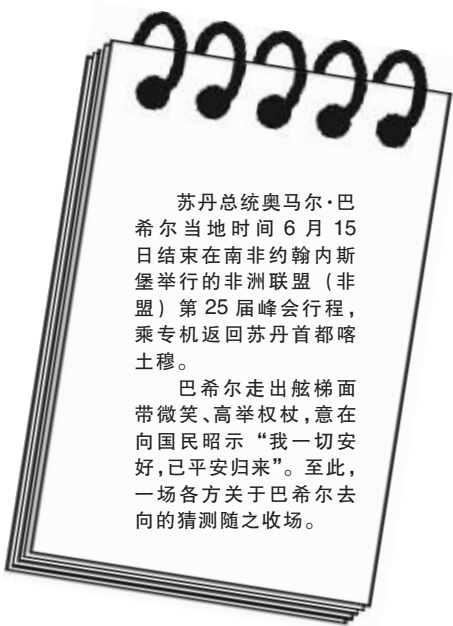 苏丹总统奥马尔·巴
希尔当地时间 6 月 15
日结束在南非约翰内斯
堡举行的非洲联盟（非
盟）第 25 届峰会行程，
乘专机返回苏丹首都喀
土穆。
巴希尔走出舷梯面
带微笑、高举权杖，意在
向国民昭示“我一切安
好，已平安归来”。至此，
一场各方关于巴希尔去
向的猜测随之收场。